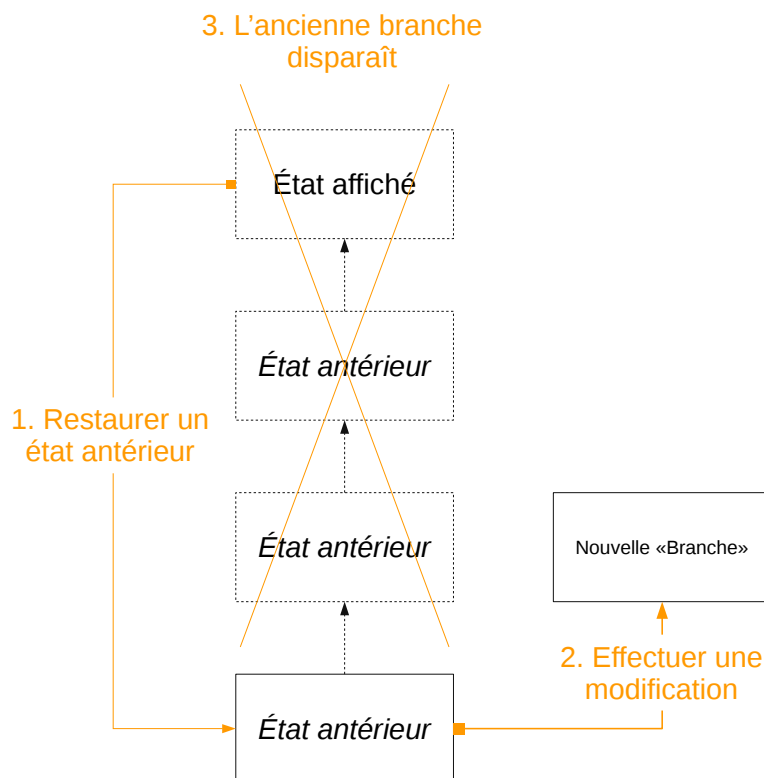 3. L’ancienne branche
disparaît
État affiché
État antérieur
1. Restaurer un
état antérieur
État antérieur
Nouvelle «Branche»
2. Effectuer une
modification
État antérieur